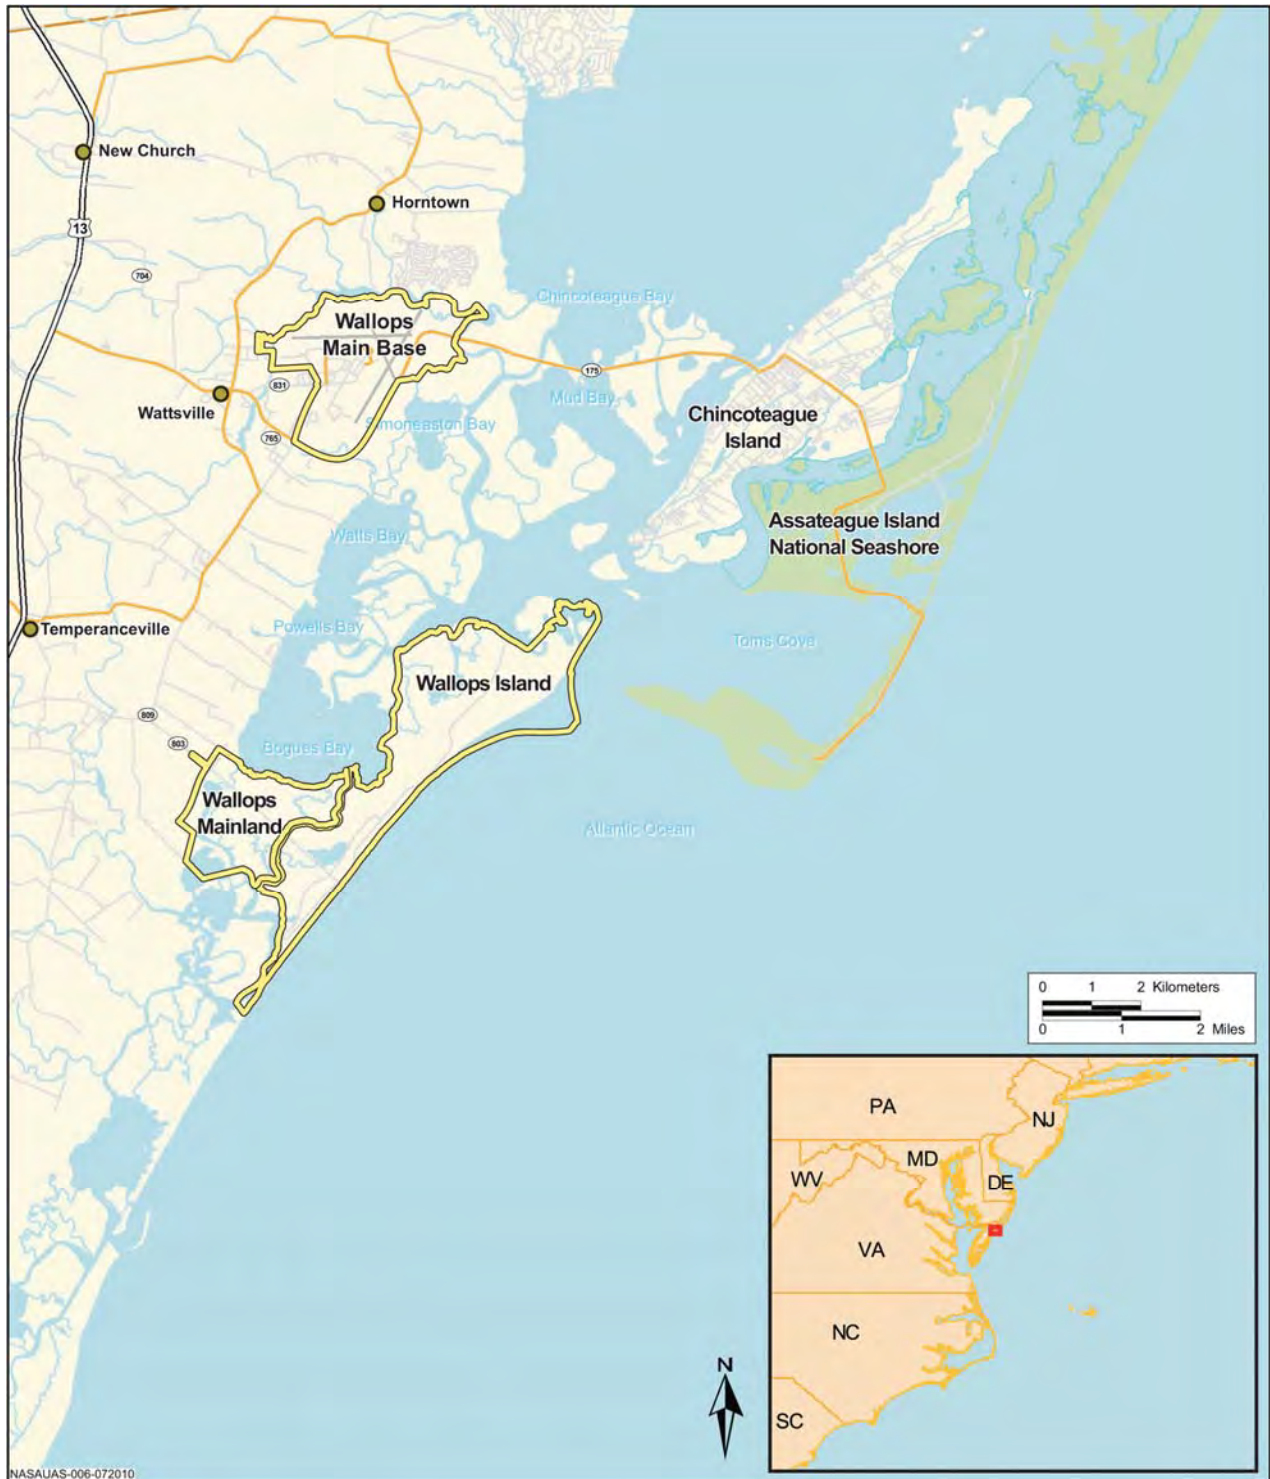 New Church
13
Horntown
704
Chincoteague Bay
Wallops
Main Base
175
831
Mud Bay
Wattsville
Chincoteague
Island
Simoneaston Bay
765
Assateague Island
National Seashore
Watts Bay
Temperanceville
Powells Bay
Toms Cove
Wallops Island
809
803
Bogues Bay
Wallops
Mainland
Atlantic Ocean
0 1 2 Kilometers
0 1 2 Miles
PA
NJ
MD
WV
DE
VA
NC
N
SC
NASAUAS-006-072010